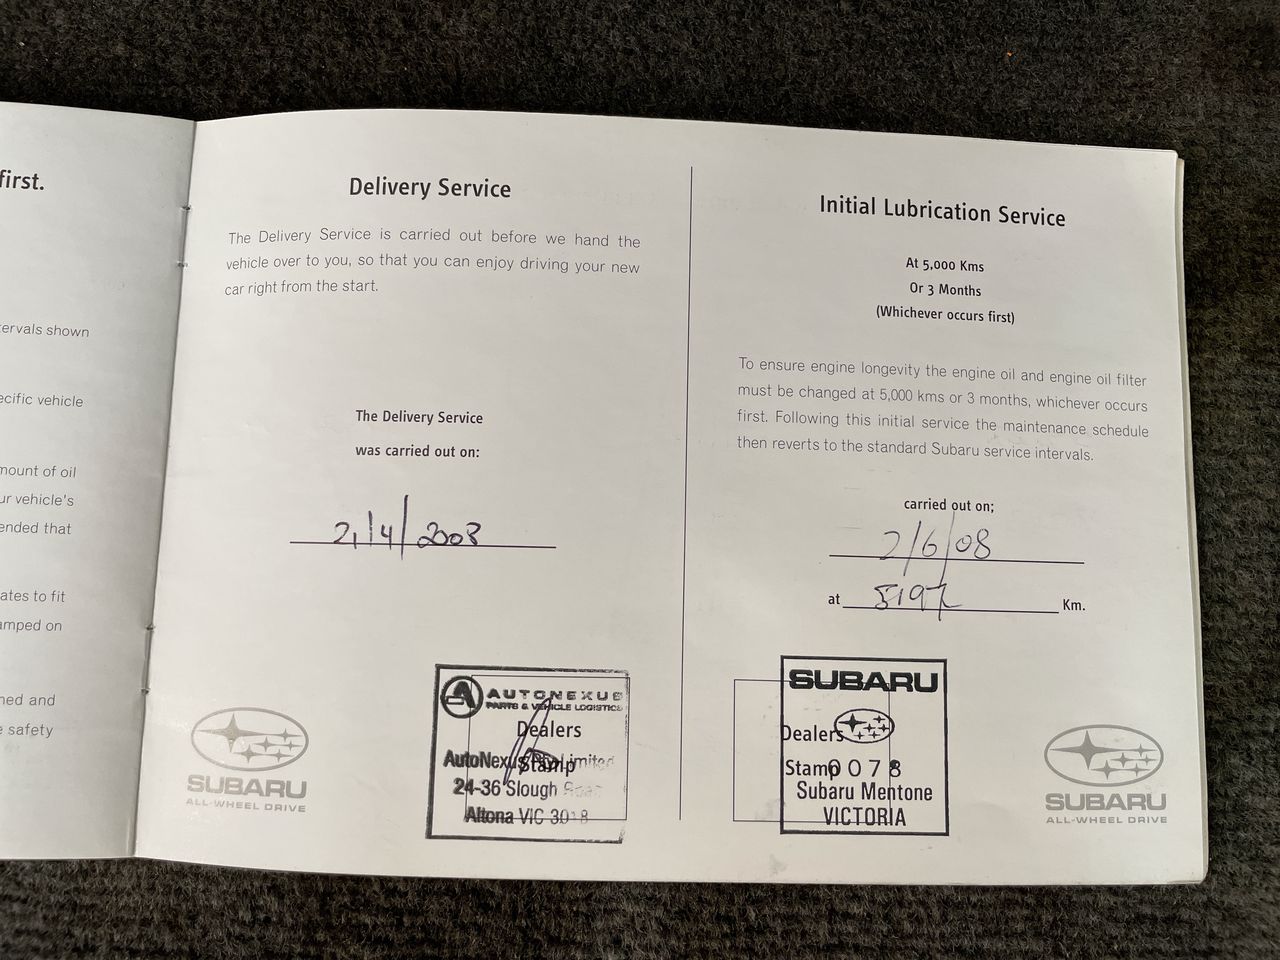 first.
ervals shown
ecific vehicle
mount of oil
ur vehicle's
ended that
ates to fit
amped on
ned and
e safety
Delivery Service
The Delivery Service is carried out before we hand the
vehicle over to you, so that you can enjoy driving your new
car right from the start.
The Delivery Service
was carried out on:
2/4/2008
SUBARU
ALL-WHEEL DRIVE
AUTONEXUS
PARTS & VEHICLE LOGISTICS
Dealers
AutoNexus Limited
Stamp
24-36 Slough Road
Altona VIC 3018
Initial Lubrication Service
At 5,000 Kms
Or 3 Months
(Whichever occurs first)
To ensure engine longevity the engine oil and engine oil filter
must be changed at 5,000 kms or 3 months, whichever occurs
first. Following this initial service the maintenance schedule
then reverts to the standard Subaru service intervals.
carried out on;
2/6/08
at 5192 Km.
SUBARU
Dealers
Stamp 0078
Subaru Mentone
VICTORIA
SUBARU
ALL-WHEEL DRIVE